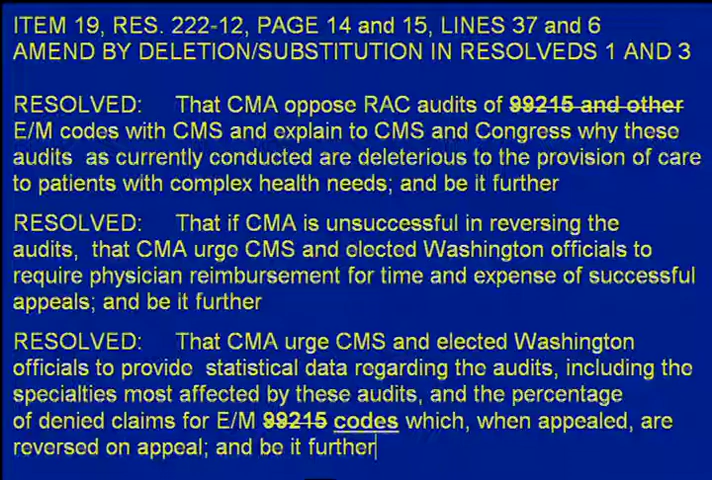 ITEM 19, RES. 222-12, PAGE 14 and 15, LINES 37 and 6
AMEND BY DELETION/SUBSTITUTION IN RESOLVEDS 1 AND 3
RESOLVED: That CMA oppose RAC audits of 99215 and other
E/M codes with CMS and explain to CMS and Congress why these
audits as currently conducted are deleterious to the provision of care
to patients with complex health needs; and be it further
RESOLVED: That if CMA is unsuccessful in reversing the
audits, that CMA urge CMS and elected Washington officials to
require physician reimbursement for time and expense of successful
appeals; and be it further
RESOLVED: That CMA urge CMS and elected Washington
officials to provide statistical data regarding the audits, including the
specialties most affected by these audits, and the percentage
of denied claims for E/M 99215 codes which, when appealed, are
reversed on appeal; and be it further